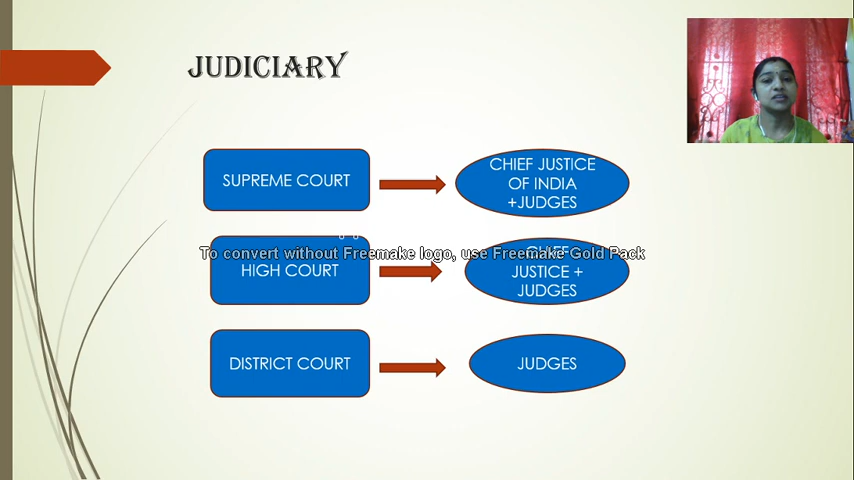 JUDICIARY
SUPREME COURT
CHIEF JUSTICE
OF INDIA
+JUDGES
To convert without Freemake logo, use Freemake Gold Pack
HIGH COURT
CHIEF
JUSTICE +
JUDGES
DISTRICT COURT
JUDGES